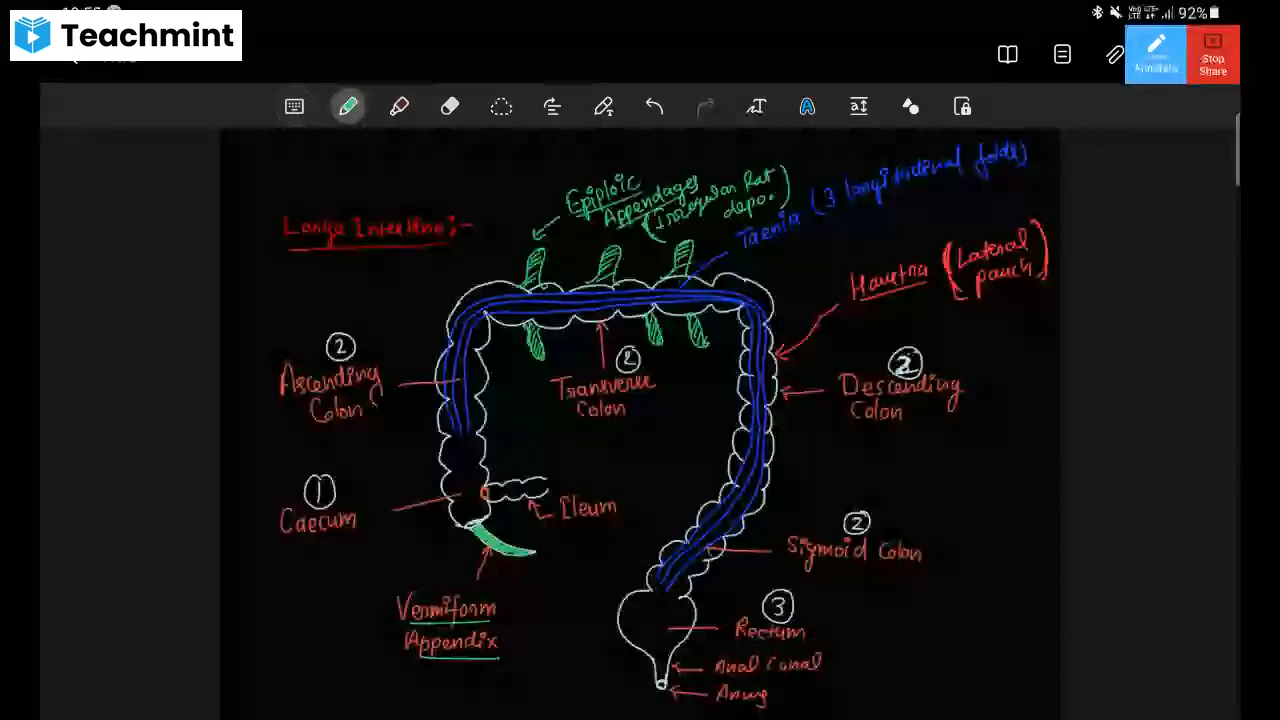 Teachmint
92%
Annotate
Stop
Share
Large Intestine:-
Epiploic
Appendages
(Irregular Fat
depo.)
Taenia (3 longitudinal folds)
Haustra (Lateral
pouch)
②
Ascending
Colon
②
Transverse
Colon
②
Descending
Colon
①
Caecum
Ileum
②
Sigmoid Colon
Vermiform
Appendix
③
Rectum
Anal Canal
Anus